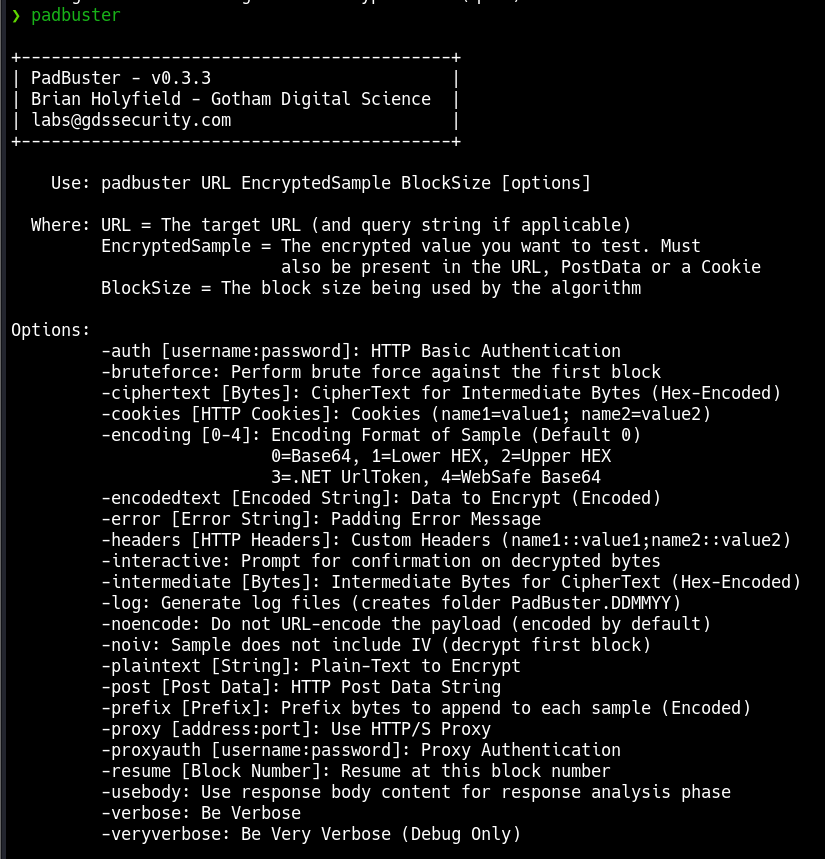 ❯ padbuster
+-------------------------------------------+
| PadBuster - v0.3.3                        |
| Brian Holyfield - Gotham Digital Science  |
| labs@gdssecurity.com                      |
+-------------------------------------------+
    Use: padbuster URL EncryptedSample BlockSize [options]
  Where: URL = The target URL (and query string if applicable)
         EncryptedSample = The encrypted value you want to test. Must
                           also be present in the URL, PostData or a Cookie
         BlockSize = The block size being used by the algorithm
Options:
         -auth [username:password]: HTTP Basic Authentication
         -bruteforce: Perform brute force against the first block
         -ciphertext [Bytes]: CipherText for Intermediate Bytes (Hex-Encoded)
         -cookies [HTTP Cookies]: Cookies (name1=value1; name2=value2)
         -encoding [0-4]: Encoding Format of Sample (Default 0)
                          0=Base64, 1=Lower HEX, 2=Upper HEX
                          3=.NET UrlToken, 4=WebSafe Base64
         -encodedtext [Encoded String]: Data to Encrypt (Encoded)
         -error [Error String]: Padding Error Message
         -headers [HTTP Headers]: Custom Headers (name1::value1;name2::value2)
         -interactive: Prompt for confirmation on decrypted bytes
         -intermediate [Bytes]: Intermediate Bytes for CipherText (Hex-Encoded)
         -log: Generate log files (creates folder PadBuster.DDMMYY)
         -noencode: Do not URL-encode the payload (encoded by default)
         -noiv: Sample does not include IV (decrypt first block)
         -plaintext [String]: Plain-Text to Encrypt
         -post [Post Data]: HTTP Post Data String
         -prefix [Prefix]: Prefix bytes to append to each sample (Encoded)
         -proxy [address:port]: Use HTTP/S Proxy
         -proxyauth [username:password]: Proxy Authentication
         -resume [Block Number]: Resume at this block number
         -usebody: Use response body content for response analysis phase
         -verbose: Be Verbose
         -veryverbose: Be Very Verbose (Debug Only)